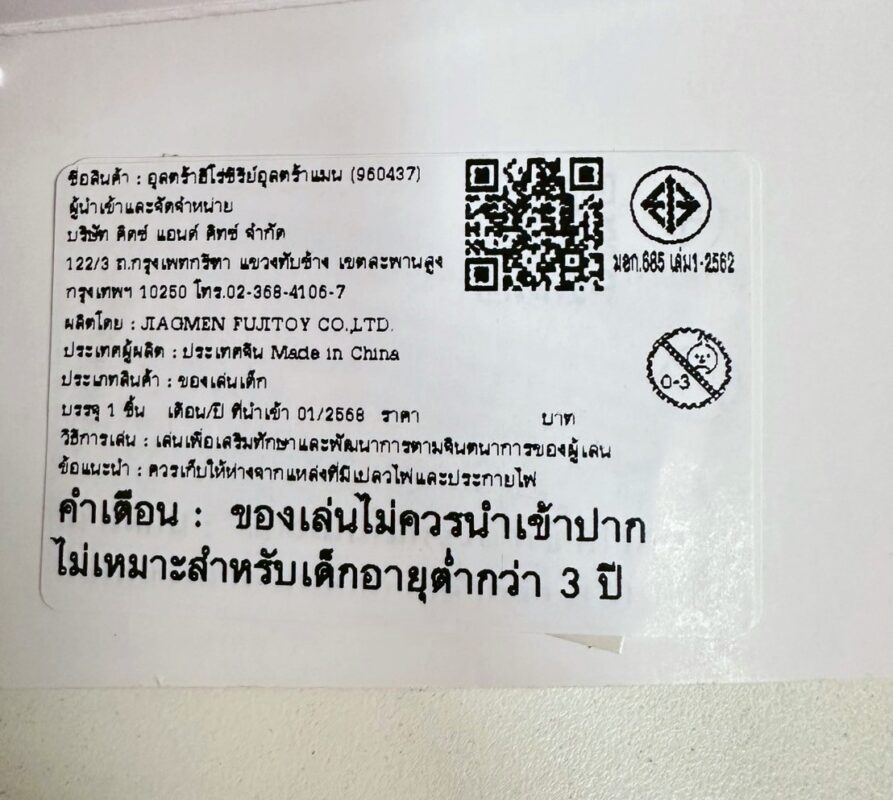 ชื่อสินค้า : อุลตร้าฮีโร่ซีรีย์อุลตร้าแมน (960437)
ผู้นำเข้าและจัดจำหน่าย
บริษัท คิดซ์ แอนด์ คิทซ์ จำกัด
122/3 ถ.กรุงเทพกรีฑา แขวงทับช้าง เขตสะพานสูง
กรุงเทพฯ 10250 โทร.02-368-4106-7
ผลิตโดย : JIAOMEN FUJITOY CO.,LTD.
ประเทศผู้ผลิต : ประเทศจีน Made in China
ประเภทสินค้า : ของเล่นเด็ก
บรรจุ 1 ชิ้น เดือน/ปี ที่นำเข้า 01/2568 ราคา บาท
วิธีการเล่น : เล่นเพื่อเสริมทักษาและพัฒนาการตามจินตนาการของผู้เล่น
ข้อแนะนำ : ควรเก็บให้ห่างจากแหล่งที่มีเปลวไฟและประกายไฟ
คำเตือน : ของเล่นไม่ควรนำเข้าปาก
ไม่เหมาะสำหรับเด็กอายุต่ำกว่า 3 ปี
มอก.685 เล่ม1-2562
0-3